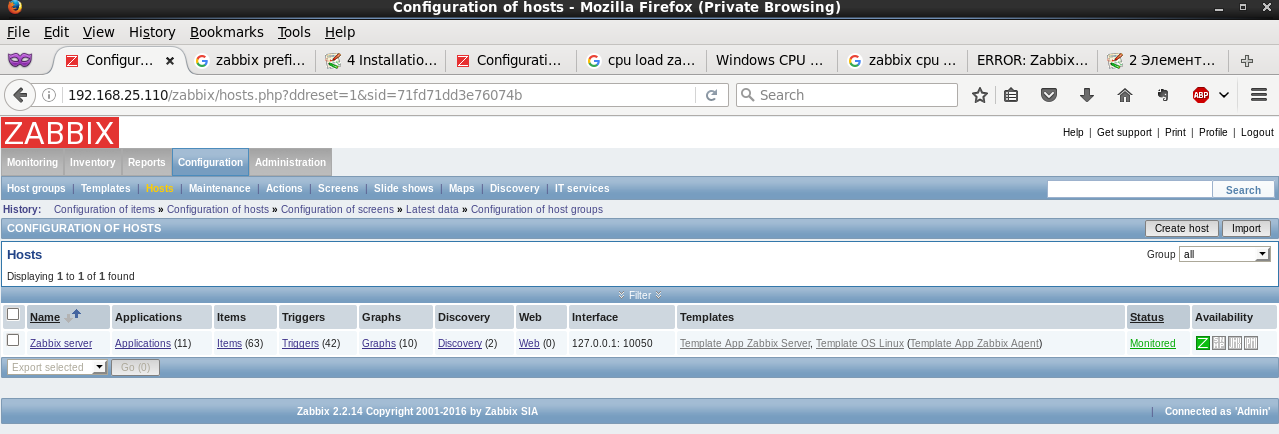 Configuration of hosts - Mozilla Firefox (Private Browsing)
File Edit View History Bookmarks Tools Help
Configur... zabbix prefi... 4 Installatio... Configurati... cpu load za... Windows CPU ... zabbix cpu ... ERROR: Zabbix... 2 Элемент...
192.168.25.110/zabbix/hosts.php?ddreset=1&sid=71fd71dd3e76074b Search ABP
ZABBIX
Help | Get support | Print | Profile | Logout
Monitoring Inventory Reports Configuration Administration
Host groups | Templates | Hosts | Maintenance | Actions | Screens | Slide shows | Maps | Discovery | IT services Search
History: Configuration of items » Configuration of hosts » Configuration of screens » Latest data » Configuration of host groups
CONFIGURATION OF HOSTS Create host Import
Hosts Group all
Displaying 1 to 1 of 1 found
Filter
Name Applications Items Triggers Graphs Discovery Web Interface Templates Status Availability
Zabbix server Applications (11) Items (63) Triggers (42) Graphs (10) Discovery (2) Web (0) 127.0.0.1: 10050 Template App Zabbix Server, Template OS Linux (Template App Zabbix Agent) Monitored Z
Export selected Go (0)
Zabbix 2.2.14 Copyright 2001-2016 by Zabbix SIA | Connected as 'Admin'